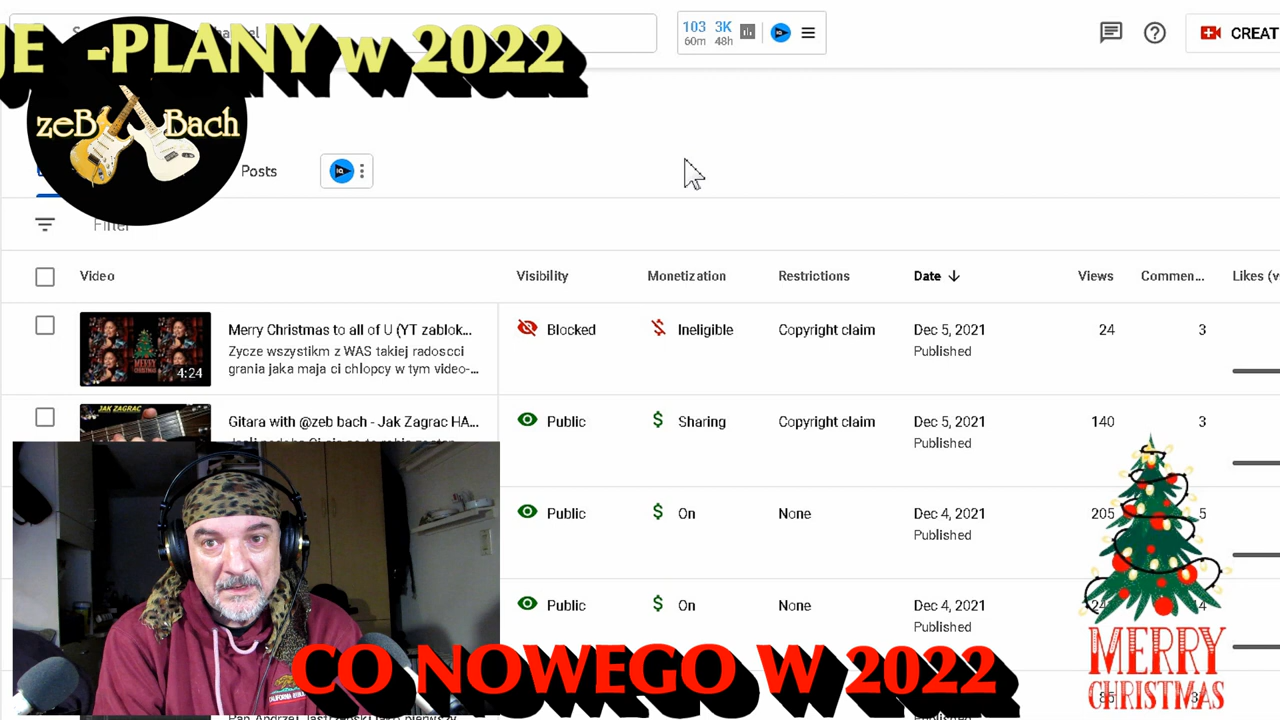 JE -PLANY w 2022
103 3K
60m 48h
CREAT
zeB Bach
Posts
Filter
Video Visibility Monetization Restrictions Date Views Commen... Likes (v
Merry Christmas to all of U (YT zablok... Blocked Ineligible Copyright claim Dec 5, 2021 24 3
Zycze wszystkim z WAS takiej radoscci Published
grania jaka maja ci chlopcy w tym video-...
4:24
JAK ZAGRAC
Gitara with @zeb bach - Jak Zagrac HA... Public Sharing Copyright claim Dec 5, 2021 140 3
Published
Public On None Dec 4, 2021 205 5
Published
Public On None Dec 4, 2021
Published
CALIFORNIA
CO NOWEGO W 2022
MERRY
CHRISTMAS